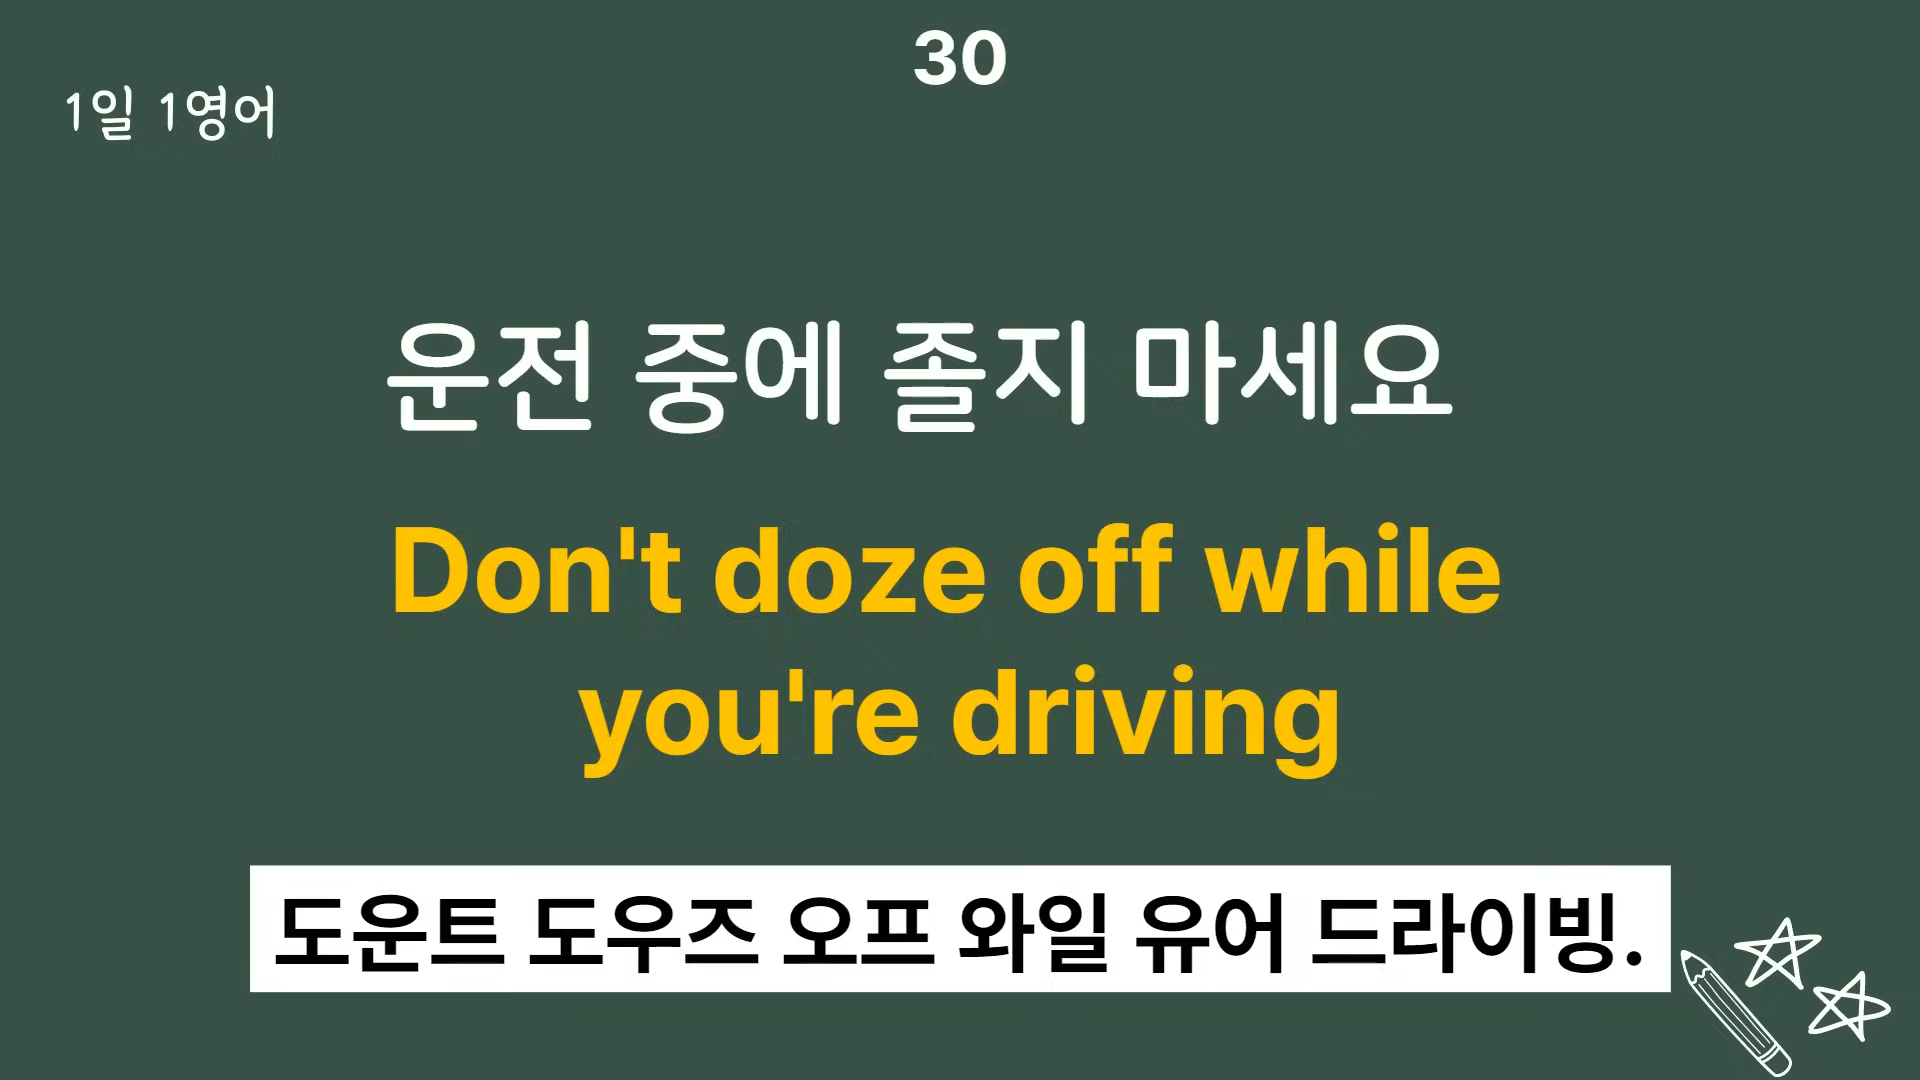 30
1일 1영어
운전 중에 졸지 마세요
Don't doze off while
you're driving
도운트 도우즈 오프 와일 유어 드라이빙.